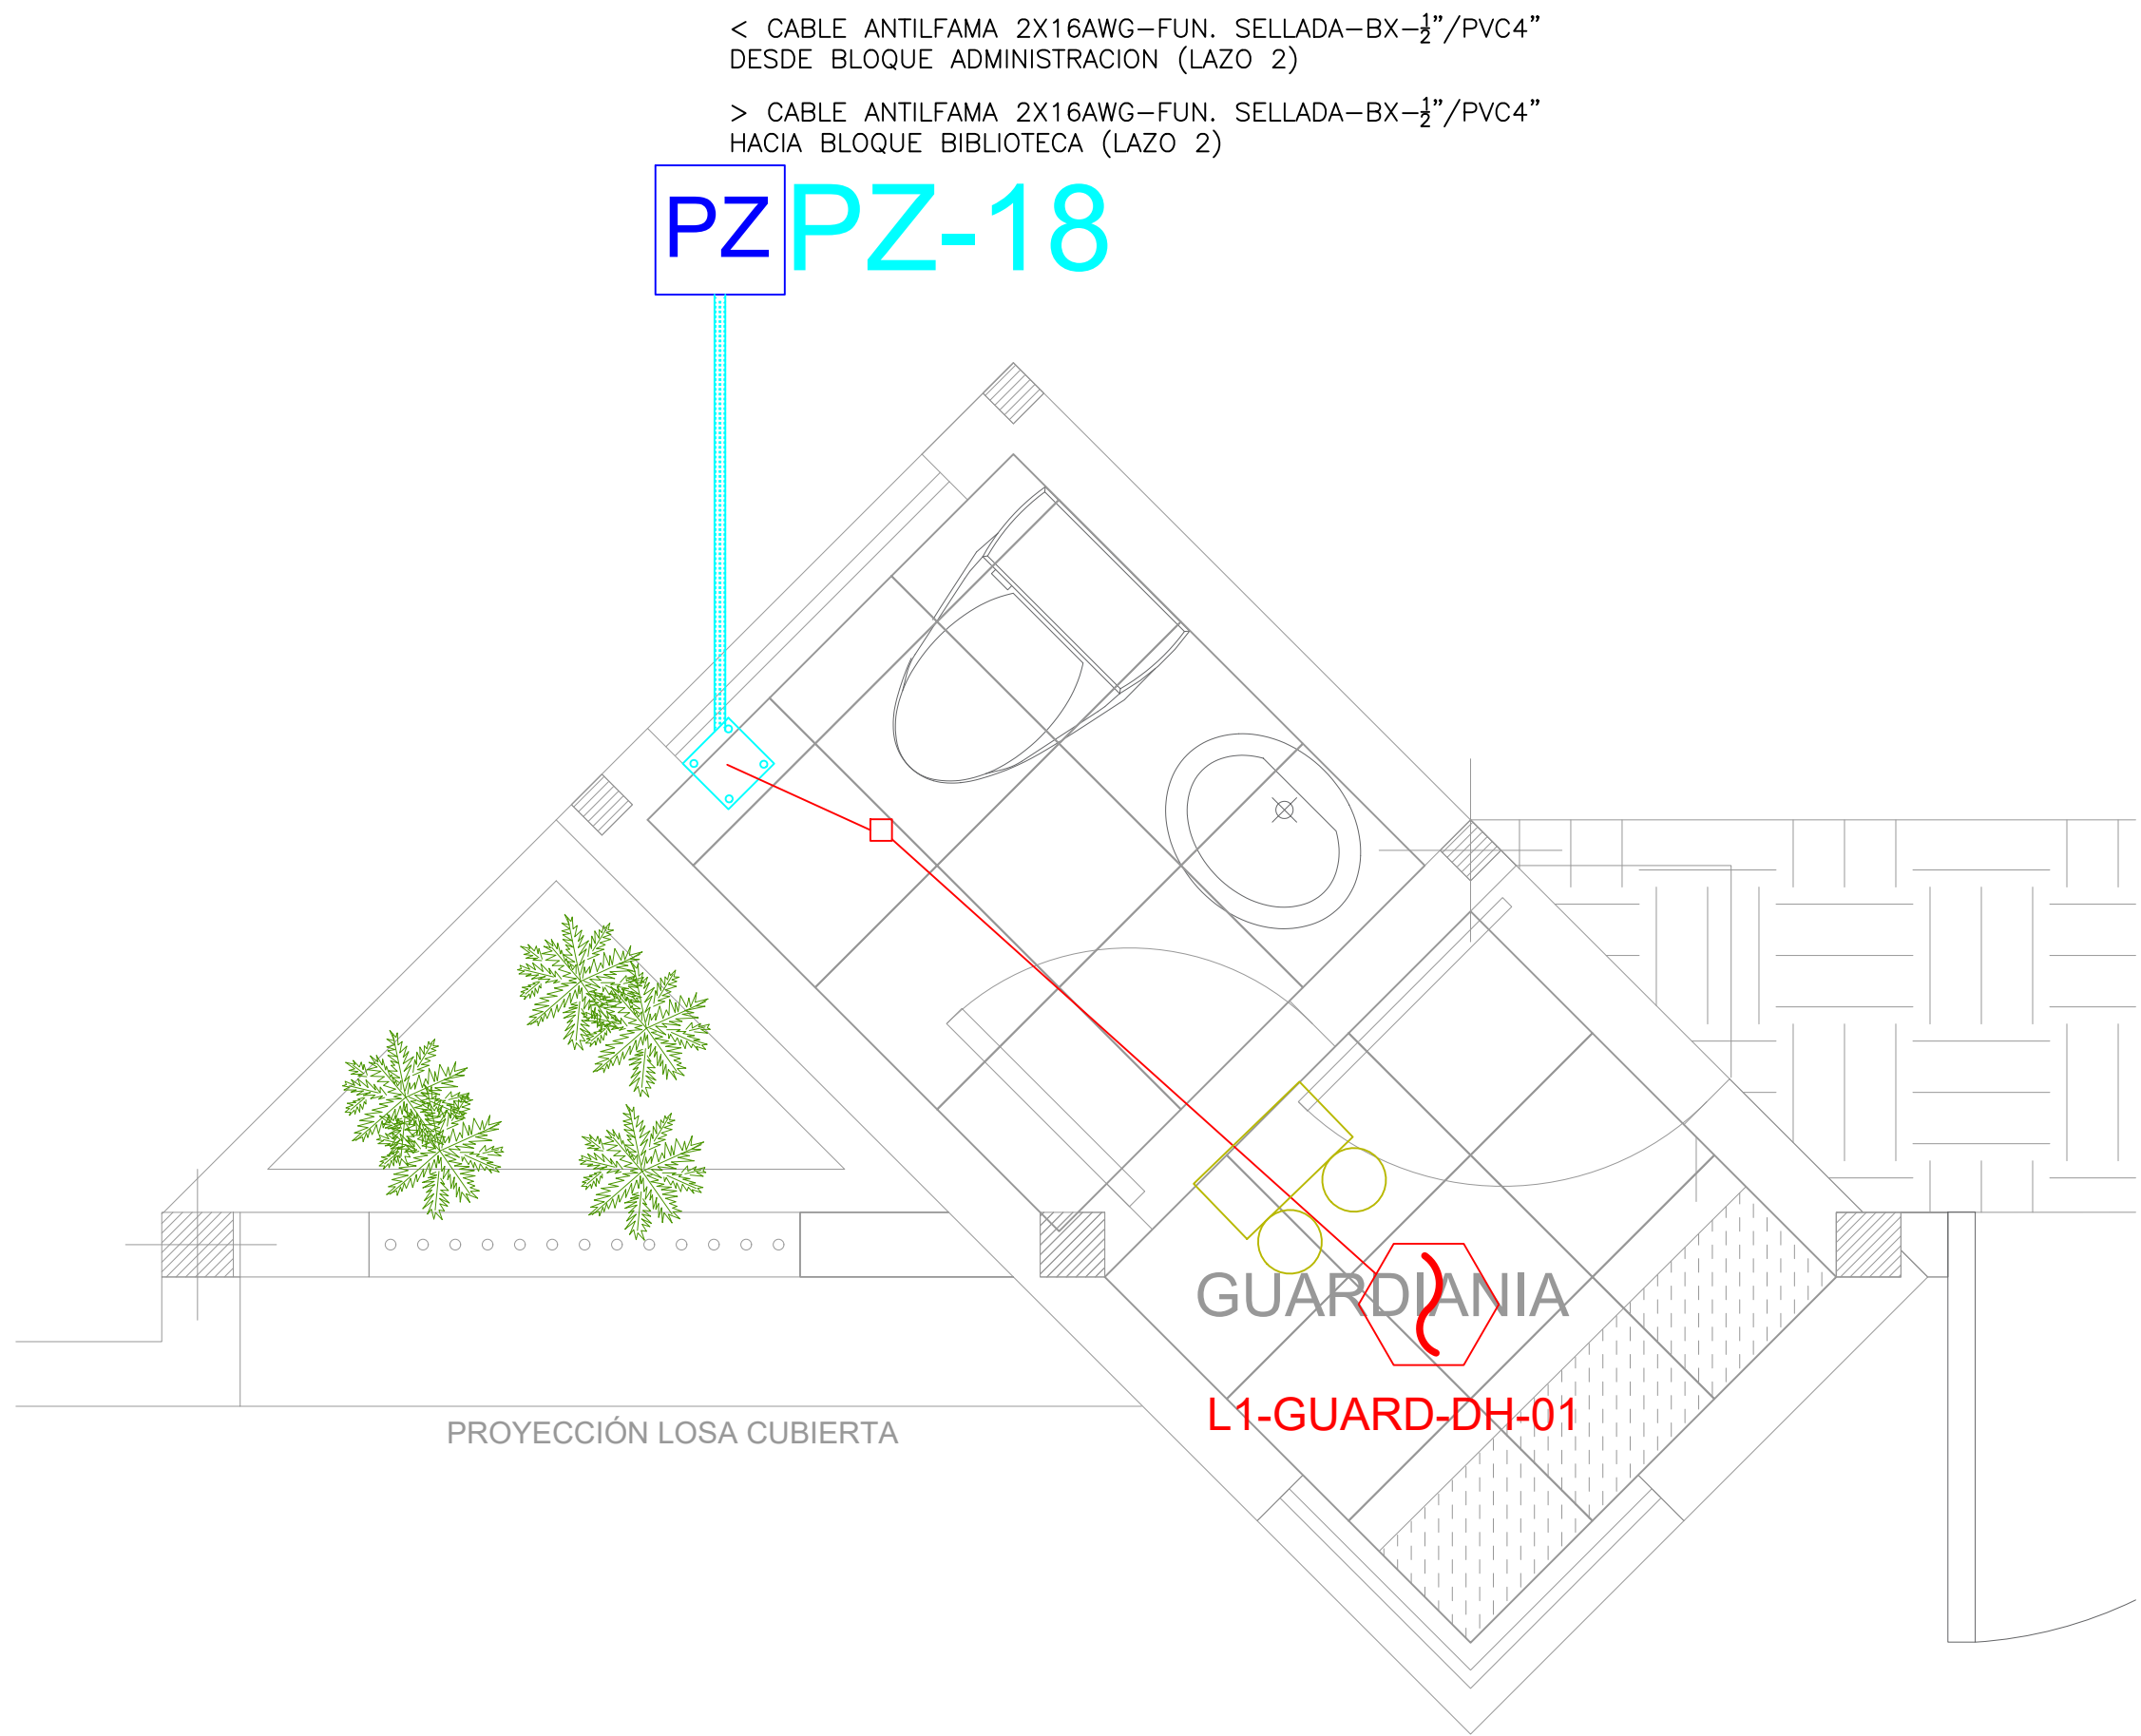 < CABLE ANTILFAMA 2X16AWG-FUN. SELLADA-BX-½"/PVC4"
DESDE BLOQUE ADMINISTRACION (LAZO 2)
> CABLE ANTILFAMA 2X16AWG-FUN. SELLADA-BX-½"/PVC4"
HACIA BLOQUE BIBLIOTECA (LAZO 2)
PZ PZ-18
GUARDIANIA
L1-GUARD-DH-01
PROYECCIÓN LOSA CUBIERTA